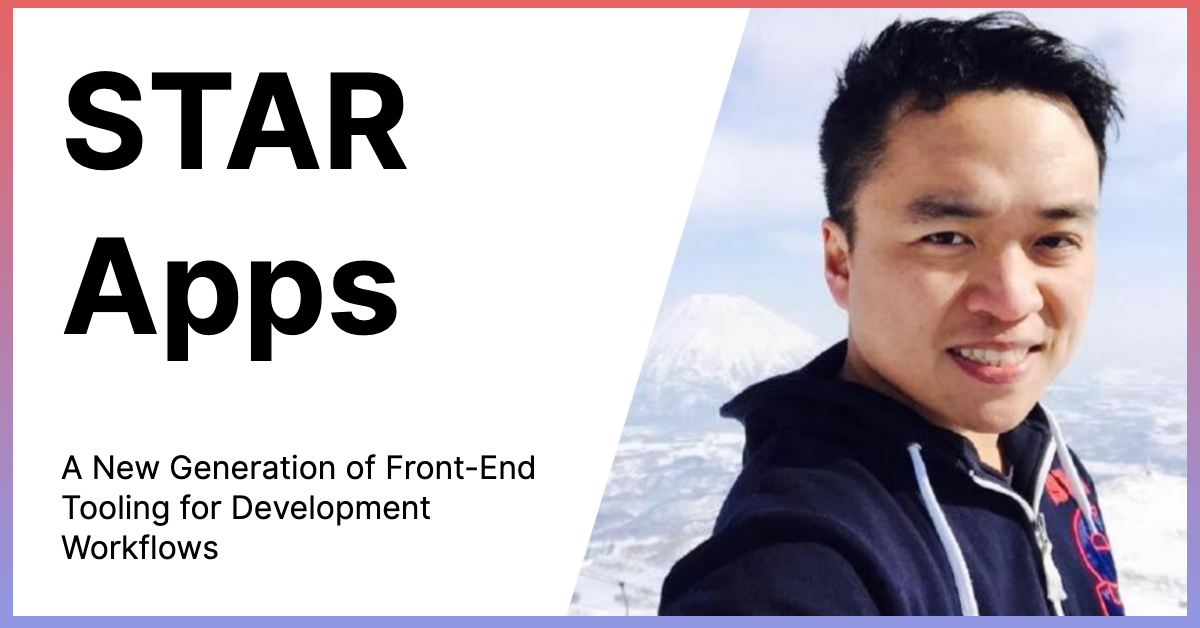 STAR
Apps
A New Generation of Front-End
Tooling for Development
Workflows